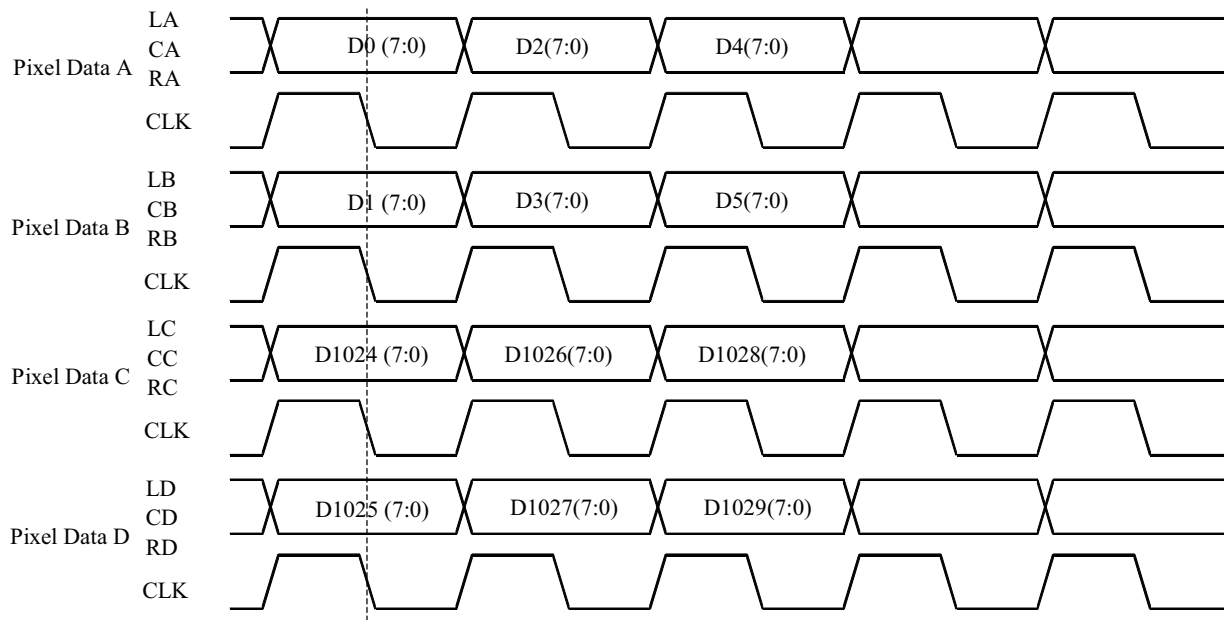 LA
CA
Pixel Data A
RA
D0 (7:0) D2(7:0) D4(7:0)
CLK
LB
CB
Pixel Data B
RB
D1 (7:0) D3(7:0) D5(7:0)
CLK
LC
CC
Pixel Data C
RC
D1024 (7:0) D1026(7:0) D1028(7:0)
CLK
LD
CD
Pixel Data D
RD
D1025 (7:0) D1027(7:0) D1029(7:0)
CLK